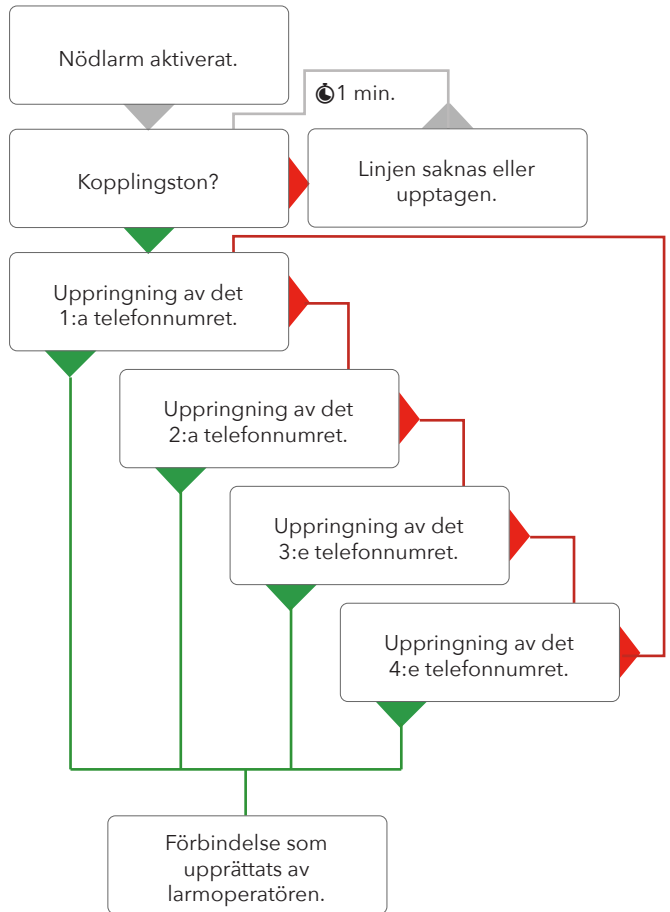 Nödlarm aktiverat.
1 min.
Kopplingston?
Linjen saknas eller
upptagen.
Uppringning av det
1:a telefonnumret.
Uppringning av det
2:a telefonnumret.
Uppringning av det
3:e telefonnumret.
Uppringning av det
4:e telefonnumret.
Förbindelse som
upprättats av
larmoperatören.